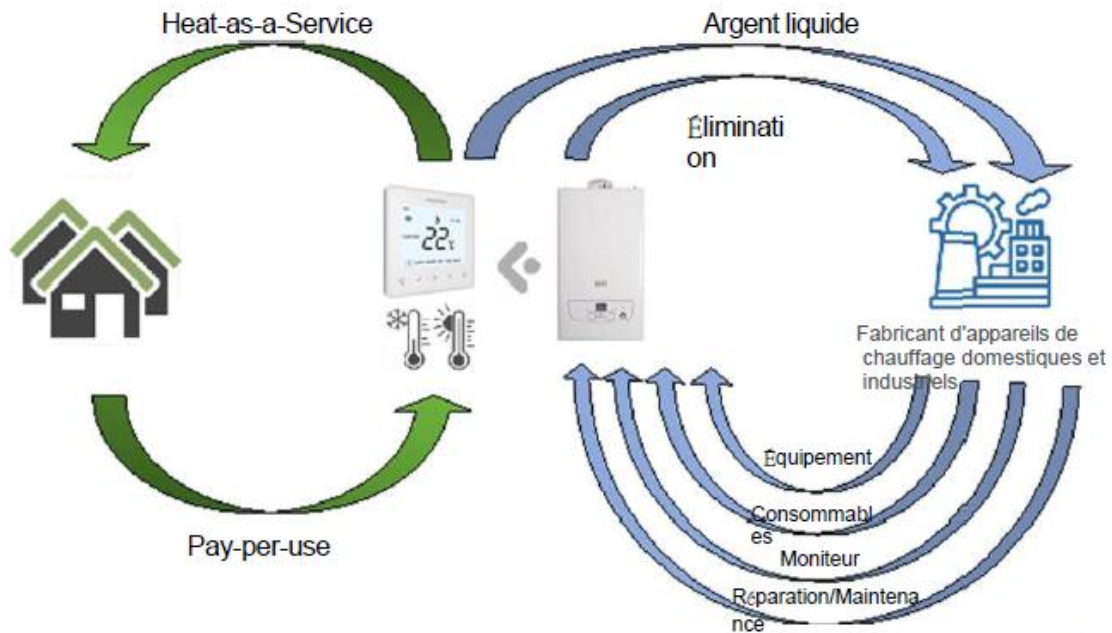 Heat-as-a-Service
Argent liquide
Éliminati
on
22°c
Fabricant d'appareils de
chauffage domestiques et
industriels
Équipement
Consommabl
es
Moniteur
Réparation/Maintena
nce
Pay-per-use